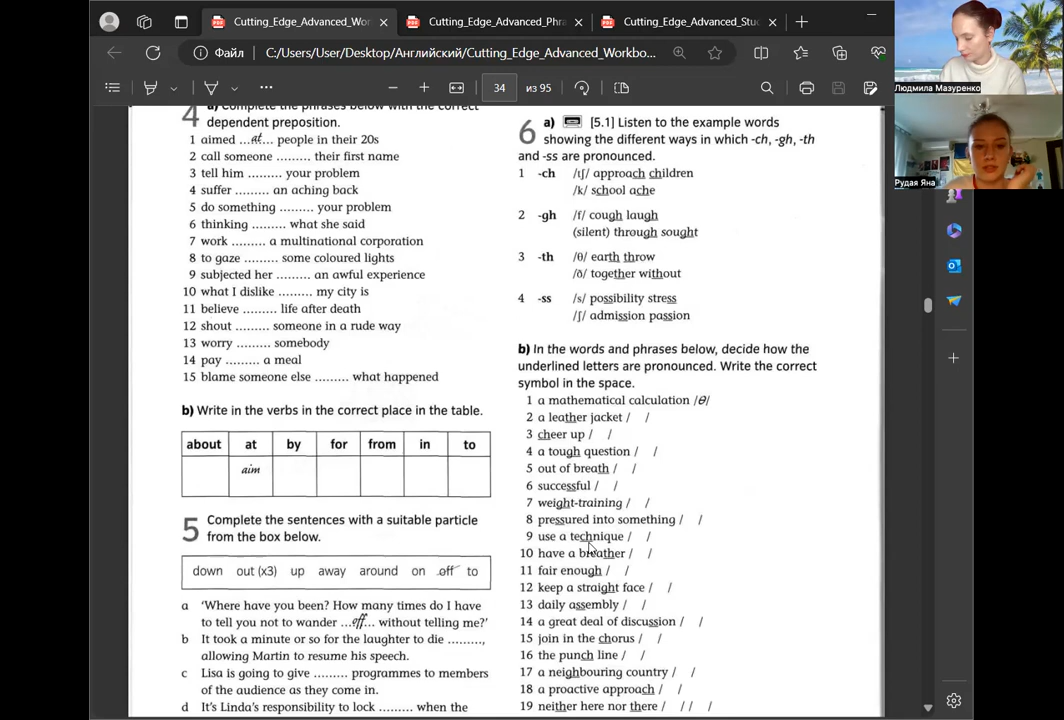 Cutting_Edge_Advanced_Wor
Cutting_Edge_Advanced_Phra
Cutting_Edge_Advanced_Stud
Файл
C:/Users/User/Desktop/Английский/Cutting_Edge_Advanced_Workbo...
34
из 95
Людмила Мазуренко
Рудая Яна
4 a) Complete the phrases below with the correct
dependent preposition.
1 aimed ...at... people in their 20s
2 call someone ......... their first name
3 tell him ......... your problem
4 suffer ......... an aching back
5 do something ......... your problem
6 thinking ......... what she said
7 work ......... a multinational corporation
8 to gaze ......... some coloured lights
9 subjected her ......... an awful experience
10 what I dislike ......... my city is
11 believe ......... life after death
12 shout ......... someone in a rude way
13 worry ......... somebody
14 pay ......... a meal
15 blame someone else ......... what happened
b) Write in the verbs in the correct place in the table.
about at by for from in to
aim
5 Complete the sentences with a suitable particle
from the box below.
down out (x3) up away around on off to
a 'Where have you been? How many times do I have
to tell you not to wander ...off... without telling me?'
b It took a minute or so for the laughter to die .........,
allowing Martin to resume his speech.
c Lisa is going to give ......... programmes to members
of the audience as they come in.
d It's Linda's responsibility to lock ......... when the
6 a) [5.1] Listen to the example words
showing the different ways in which -ch, -gh, -th
and -ss are pronounced.
1 -ch /tʃ/ approach children
/k/ school ache
2 -gh /f/ cough laugh
(silent) through sought
3 -th /θ/ earth throw
/ð/ together without
4 -ss /s/ possibility stress
/ʃ/ admission passion
b) In the words and phrases below, decide how the
underlined letters are pronounced. Write the correct
symbol in the space.
1 a mathematical calculation /θ/
2 a leather jacket / /
3 cheer up / /
4 a tough question / /
5 out of breath / /
6 successful / /
7 weight-training / /
8 pressured into something / /
9 use a technique / /
10 have a breather / /
11 fair enough / /
12 keep a straight face / /
13 daily assembly / /
14 a great deal of discussion / /
15 join in the chorus / /
16 the punch line / /
17 a neighbouring country / /
18 a proactive approach / /
19 neither here nor there / / / /